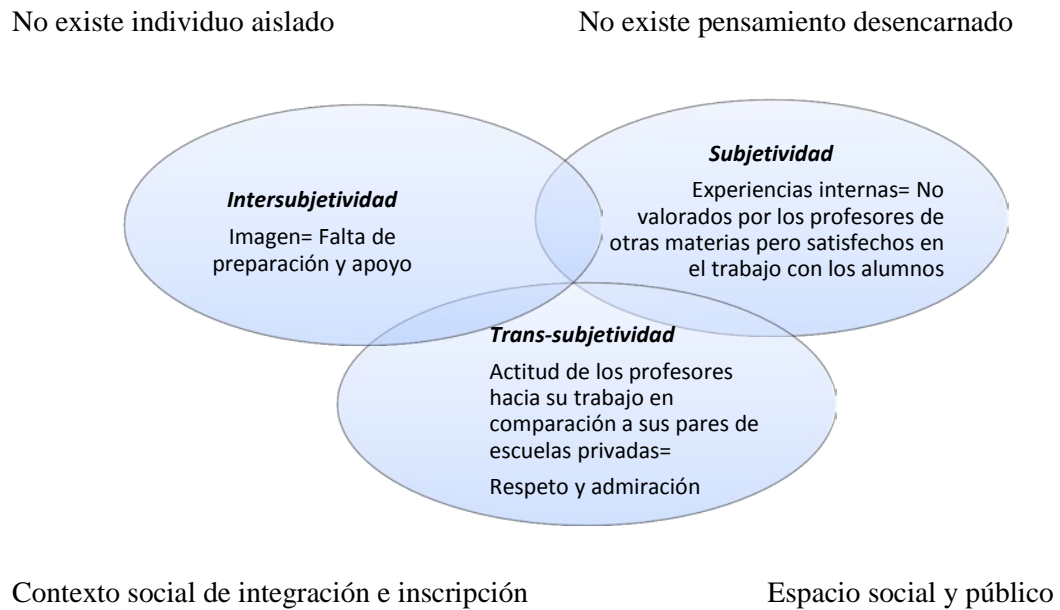 No existe individuo aislado
No existe pensamiento desencarnado
Intersubjetividad
Imagen= Falta de
preparación y apoyo
Subjetividad
Experiencias internas= No
valorados por los profesores de
otras materias pero satisfechos en
el trabajo con los alumnos
Trans-subjetividad
Actitud de los profesores
hacia su trabajo en
comparación a sus pares de
escuelas privadas=
Respeto y admiración
Contexto social de integración e inscripción
Espacio social y público